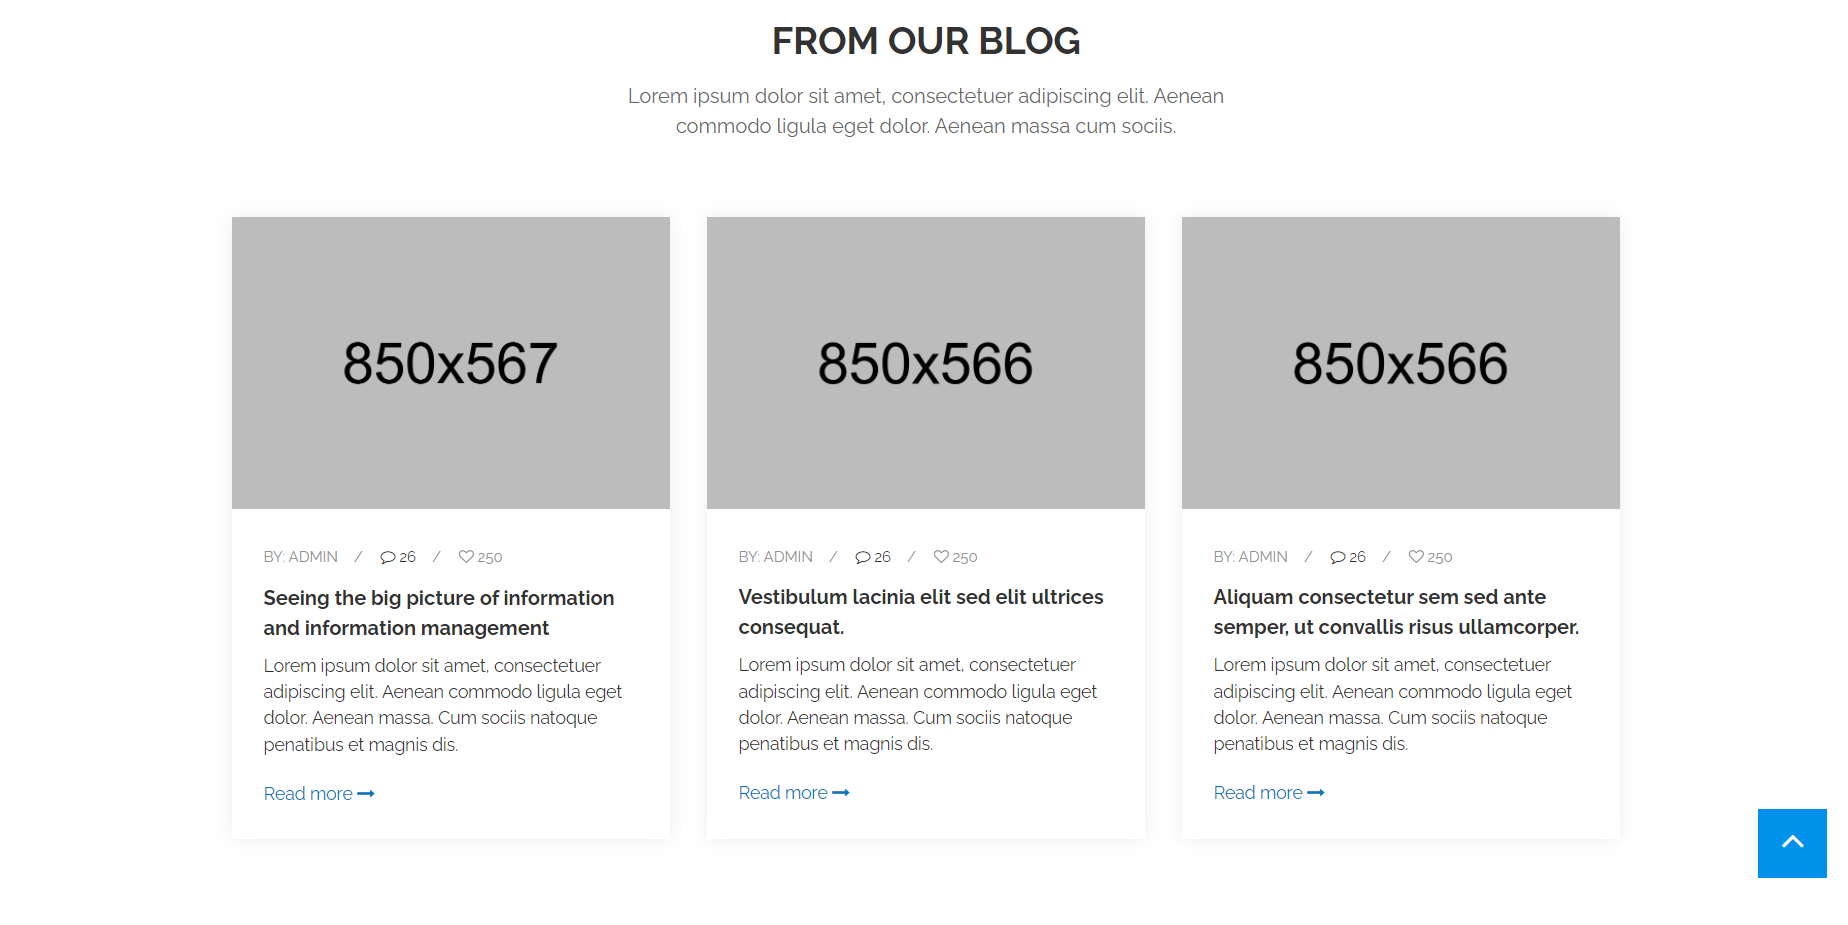 FROM OUR BLOG
Lorem ipsum dolor sit amet, consectetuer adipiscing elit. Aenean
commodo ligula eget dolor. Aenean massa cum sociis.
850x567
BY: ADMIN / 26 / 250
Seeing the big picture of information
and information management
Lorem ipsum dolor sit amet, consectetuer
adipiscing elit. Aenean commodo ligula eget
dolor. Aenean massa. Cum sociis natoque
penatibus et magnis dis.
Read more
850x566
BY: ADMIN / 26 / 250
Vestibulum lacinia elit sed elit ultrices
consequat.
Lorem ipsum dolor sit amet, consectetuer
adipiscing elit. Aenean commodo ligula eget
dolor. Aenean massa. Cum sociis natoque
penatibus et magnis dis.
Read more
850x566
BY: ADMIN / 26 / 250
Aliquam consectetur sem sed ante
semper, ut convallis risus ullamcorper.
Lorem ipsum dolor sit amet, consectetuer
adipiscing elit. Aenean commodo ligula eget
dolor. Aenean massa. Cum sociis natoque
penatibus et magnis dis.
Read more